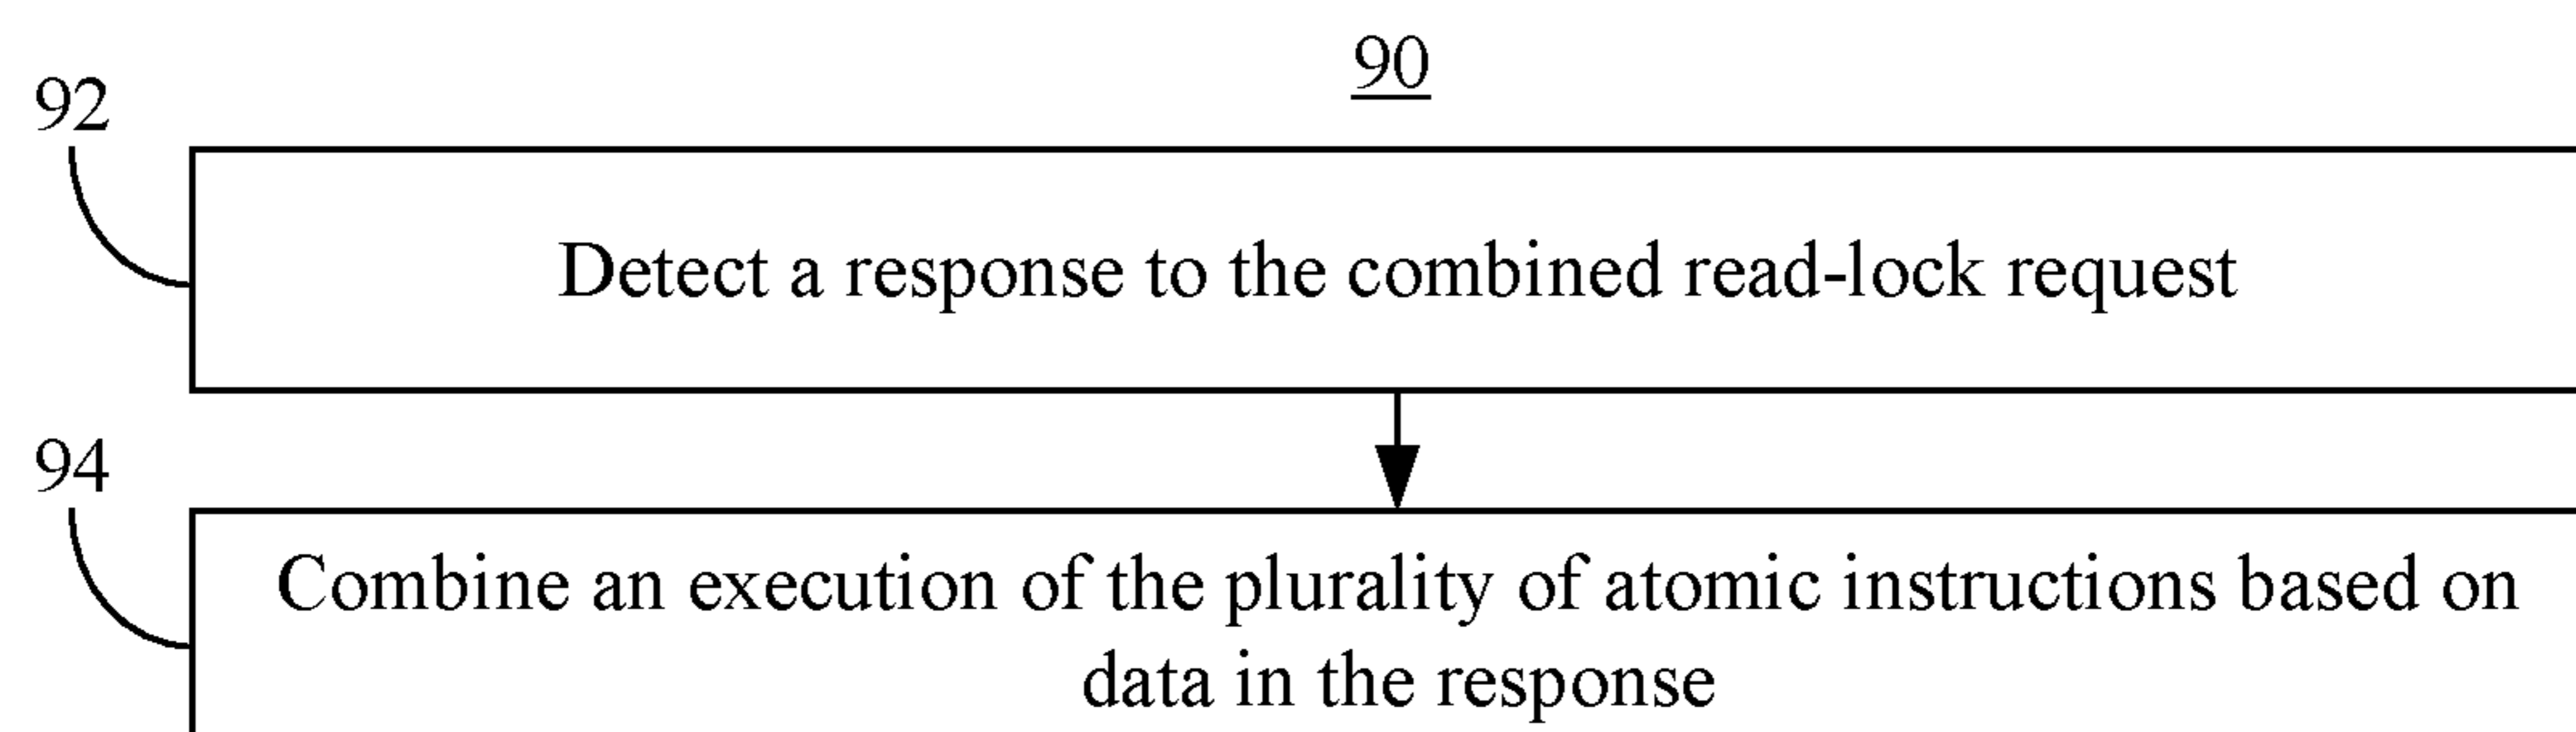 90
92
Detect a response to the combined read-lock request
94
Combine an execution of the plurality of atomic instructions based on
data in the response